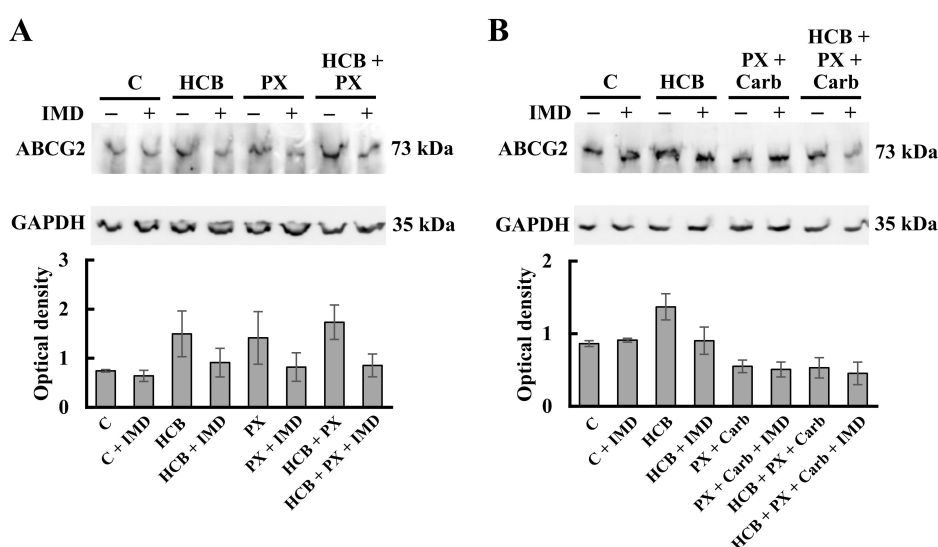 A
C HCB PX HCB + PX
IMD – + – + – + – +
ABCG2 73 kDa
GAPDH 35 kDa
Optical density
3
2
1
0
C
C + IMD
HCB
HCB + IMD
PX
PX + IMD
HCB + PX
HCB + PX + IMD
B
C HCB PX + Carb HCB + PX + Carb
IMD – + – + – + – +
ABCG2 73 kDa
GAPDH 35 kDa
Optical density
2
1
0
C
C + IMD
HCB
HCB + IMD
PX + Carb
PX + Carb + IMD
HCB + PX + Carb
HCB + PX + Carb + IMD